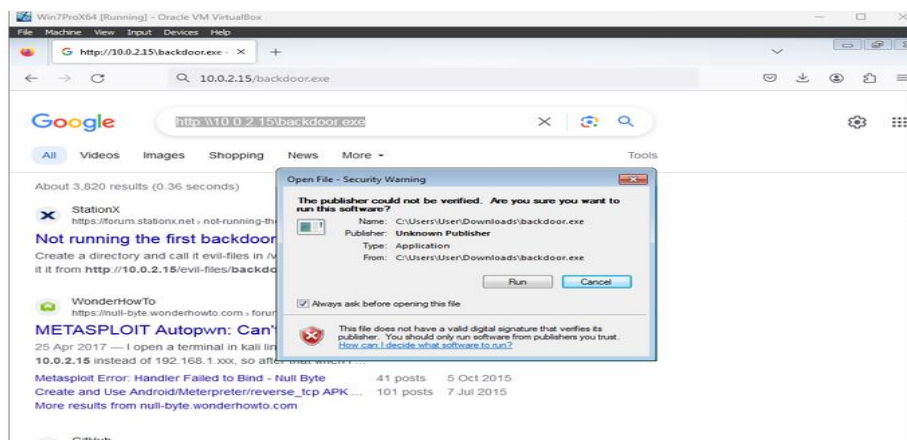 Win7ProX64 [Running] - Oracle VM VirtualBox
File Machine View Input Devices Help
G http://10.0.2.15\backdoor.exe - × +
10.0.2.15/backdoor.exe
Google
http:\\10.0.2.15\backdoor.exe
All Videos Images Shopping News More Tools
About 3,820 results (0.36 seconds)
StationX
https://forum.stationx.net › not-running-th
Not running the first backdoor
Create a directory and call it evil-files in /v
it it from http://10.0.2.15/evil-files/backdo
WonderHowTo
https://null-byte.wonderhowto.com › forur
METASPLOIT Autopwn: Can'
25 Apr 2017 — I open a terminal in kali lin
10.0.2.15 instead of 192.168.1.xxx, so after that when I ...
Metasploit Error: Handler Failed to Bind - Null Byte 41 posts 5 Oct 2015
Create and Use Android/Meterpreter/reverse_tcp APK ... 101 posts 7 Jul 2015
More results from null-byte.wonderhowto.com
Open File - Security Warning
The publisher could not be verified. Are you sure you want to
run this software?
Name: C:\Users\User\Downloads\backdoor.exe
Publisher: Unknown Publisher
Type: Application
From: C:\Users\User\Downloads\backdoor.exe
Run Cancel
Always ask before opening this file
This file does not have a valid digital signature that verifies its
publisher. You should only run software from publishers you trust.
How can I decide what software to run?